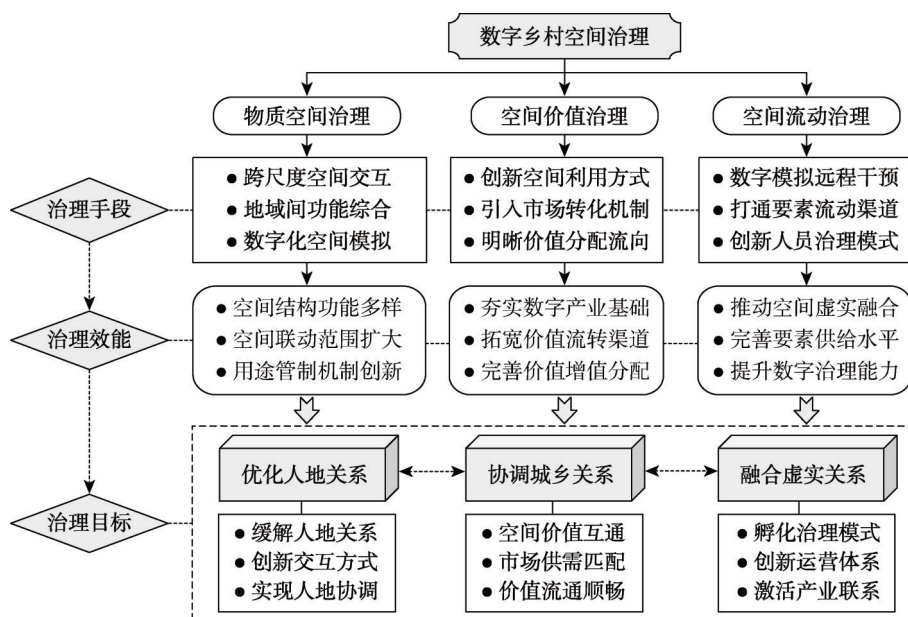 数字乡村空间治理
物质空间治理
空间价值治理
空间流动治理
治理手段
● 跨尺度空间交互
● 地域间功能综合
● 数字化空间模拟
● 创新空间利用方式
● 引入市场转化机制
● 明晰价值分配流向
● 数字模拟远程干预
● 打通要素流动渠道
● 创新人员治理模式
治理效能
● 空间结构功能多样
● 空间联动范围扩大
● 用途管制机制创新
● 夯实数字产业基础
● 拓宽价值流转渠道
● 完善价值增值分配
● 推动空间虚实融合
● 完善要素供给水平
● 提升数字治理能力
治理目标
优化人地关系
协调城乡关系
融合虚实关系
● 缓解人地关系
● 创新交互方式
● 实现人地协调
● 空间价值互通
● 市场供需匹配
● 价值流通顺畅
● 孵化治理模式
● 创新运营体系
● 激活产业联系